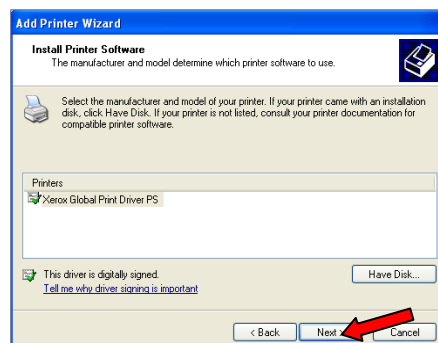 Add Printer Wizard
Install Printer Software
The manufacturer and model determine which printer software to use.
Select the manufacturer and model of your printer. If your printer came with an installation
disk, click Have Disk. If your printer is not listed, consult your printer documentation for
compatible printer software.
Printers
Xerox Global Print Driver PS
This driver is digitally signed.
Have Disk...
Tell me why driver signing is important
< Back
Next >
Cancel